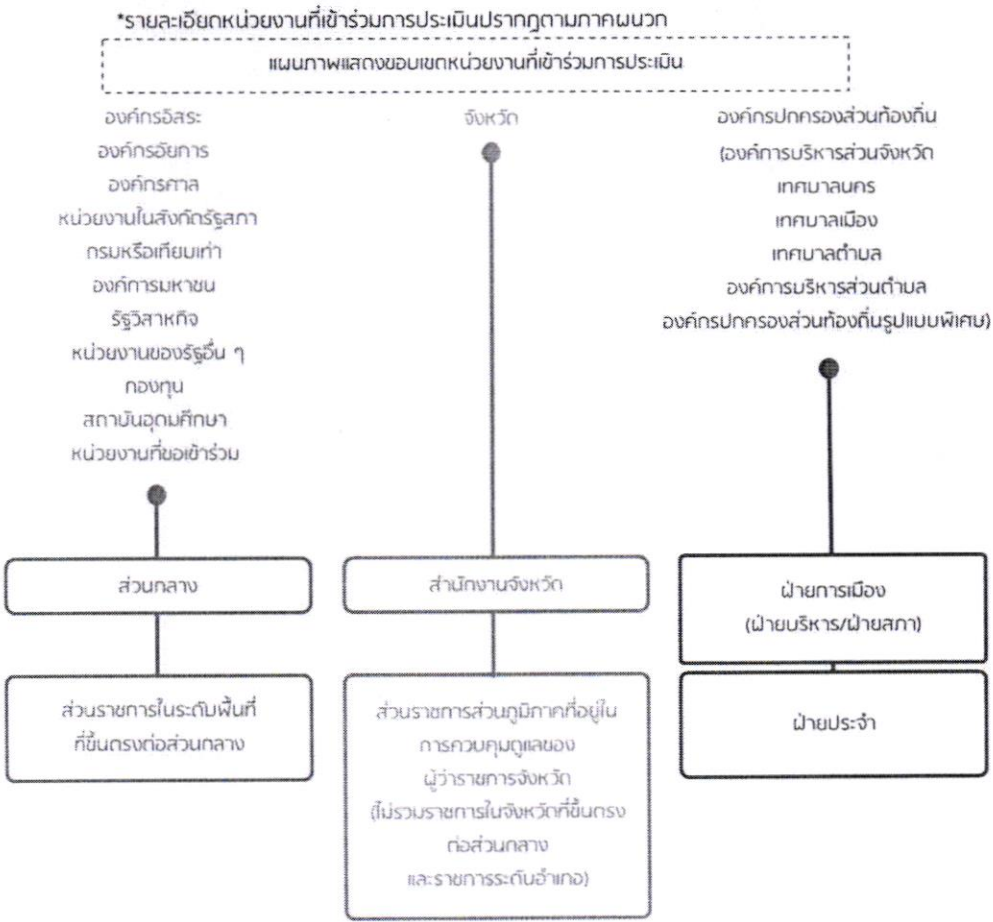 *รายละเอียดหน่วยงานที่เข้าร่วมการประเมินปรากฏตามภาคผนวก
แผนภาพแสดงขอบเขตหน่วยงานที่เข้าร่วมการประเมิน
องค์กรอิสระ
องค์กรอัยการ
องค์กรศาล
หน่วยงานในสังกัดรัฐสภา
กรมหรือเทียบเท่า
องค์การมหาชน
รัฐวิสาหกิจ
หน่วยงานของรัฐอื่น ๆ
กองทุน
สถาบันอุดมศึกษา
หน่วยงานที่ขอเข้าร่วม
ส่วนกลาง
ส่วนราชการในระดับพื้นที่
ที่ขึ้นตรงต่อส่วนกลาง
จังหวัด
สำนักงานจังหวัด
ส่วนราชการส่วนภูมิภาคที่อยู่ใน
การควบคุมดูแลของ
ผู้ว่าราชการจังหวัด
(ไม่รวมราชการในจังหวัดที่ขึ้นตรง
ต่อส่วนกลาง
และราชการระดับอำเภอ)
องค์กรปกครองส่วนท้องถิ่น
(องค์การบริหารส่วนจังหวัด
เทศบาลนคร
เทศบาลเมือง
เทศบาลตำบล
องค์การบริหารส่วนตำบล
องค์กรปกครองส่วนท้องถิ่นรูปแบบพิเศษ)
ฝ่ายการเมือง
(ฝ่ายบริหาร/ฝ่ายสภา)
ฝ่ายประจำ